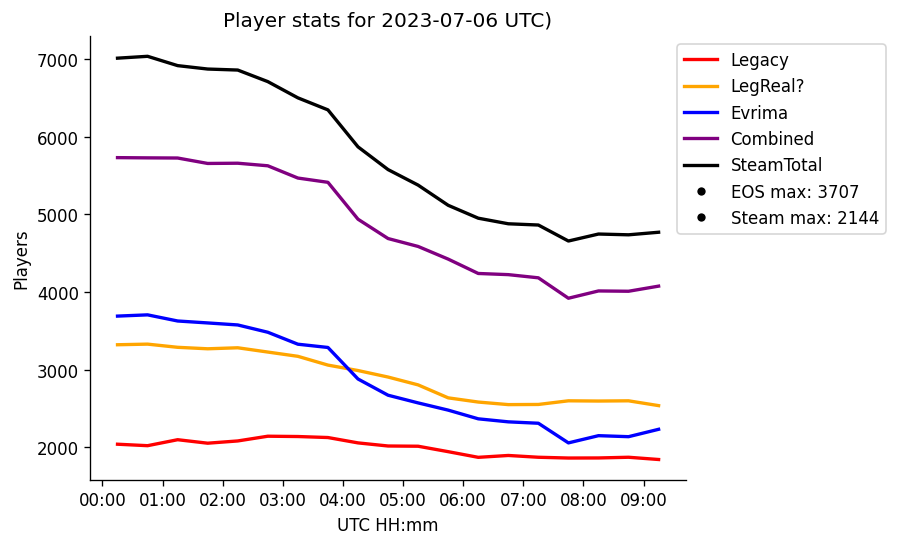 Player stats for 2023-07-06 UTC)
7000
6000
5000
4000
3000
2000
Players
00:00 01:00 02:00 03:00 04:00 05:00 06:00 07:00 08:00 09:00
UTC HH:mm
Legacy
LegReal?
Evrima
Combined
SteamTotal
EOS max: 3707
Steam max: 2144